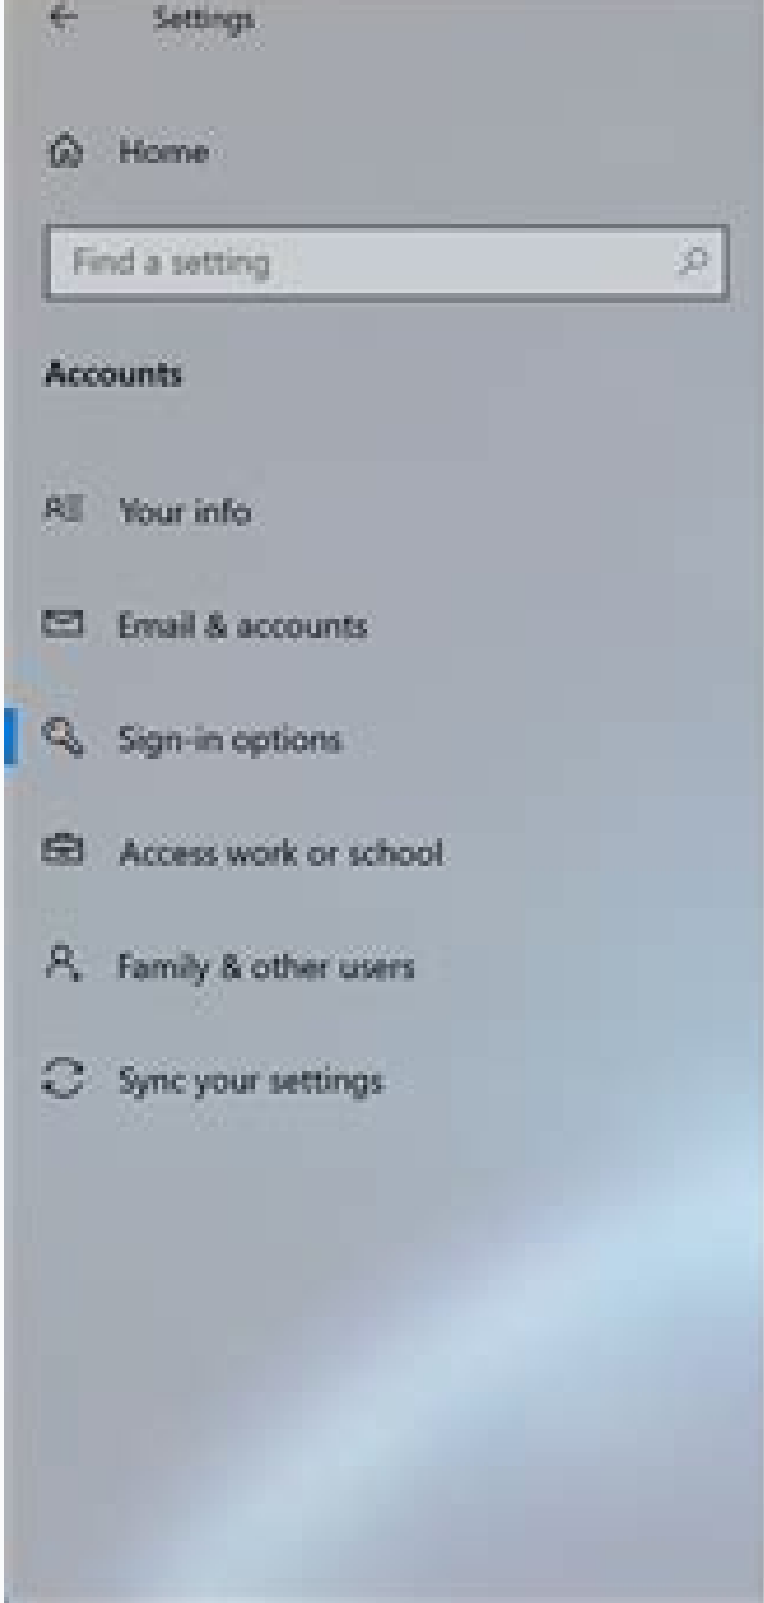 Settings
Home
Find a setting
Accounts
Your info
Email & accounts
Sign-in options
Access work or school
Family & other users
Sync your settings